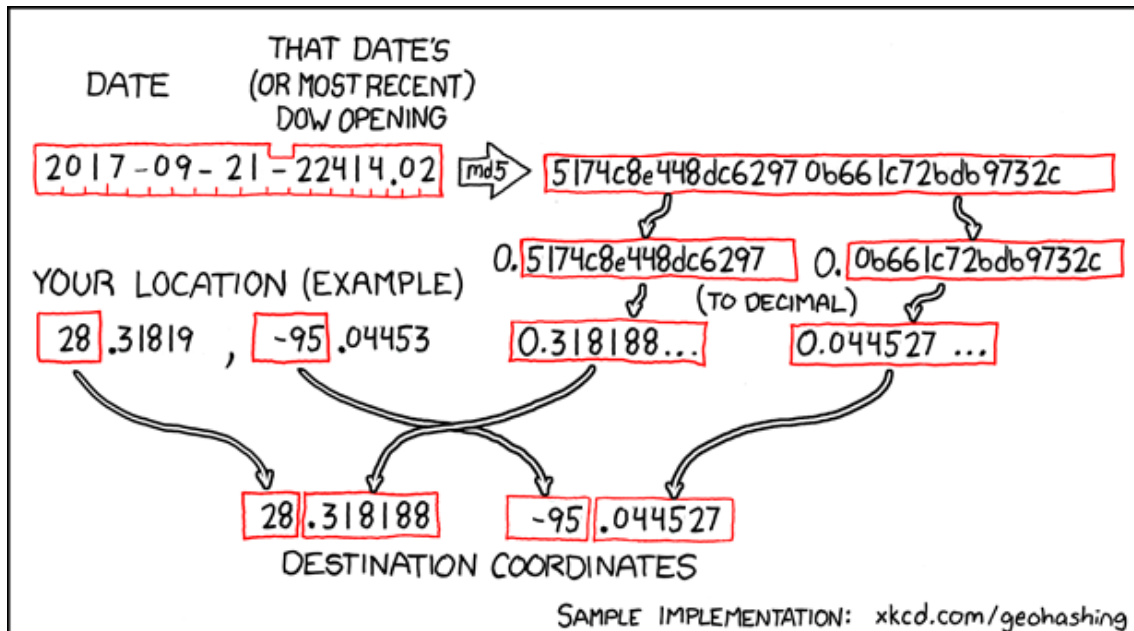 DATE
THAT DATE'S
(OR MOST RECENT)
DOW OPENING
2017-09-21-22414.02
md5
5174c8e448dc6297 0b661c72bdb9732c
0.5174c8e448dc6297
0.0b661c72bdb9732c
YOUR LOCATION (EXAMPLE)
(TO DECIMAL)
28.31819 , -95.04453
0.318188...
0.044527 ...
28.318188
-95.044527
DESTINATION COORDINATES
SAMPLE IMPLEMENTATION: xkcd.com/geohashing